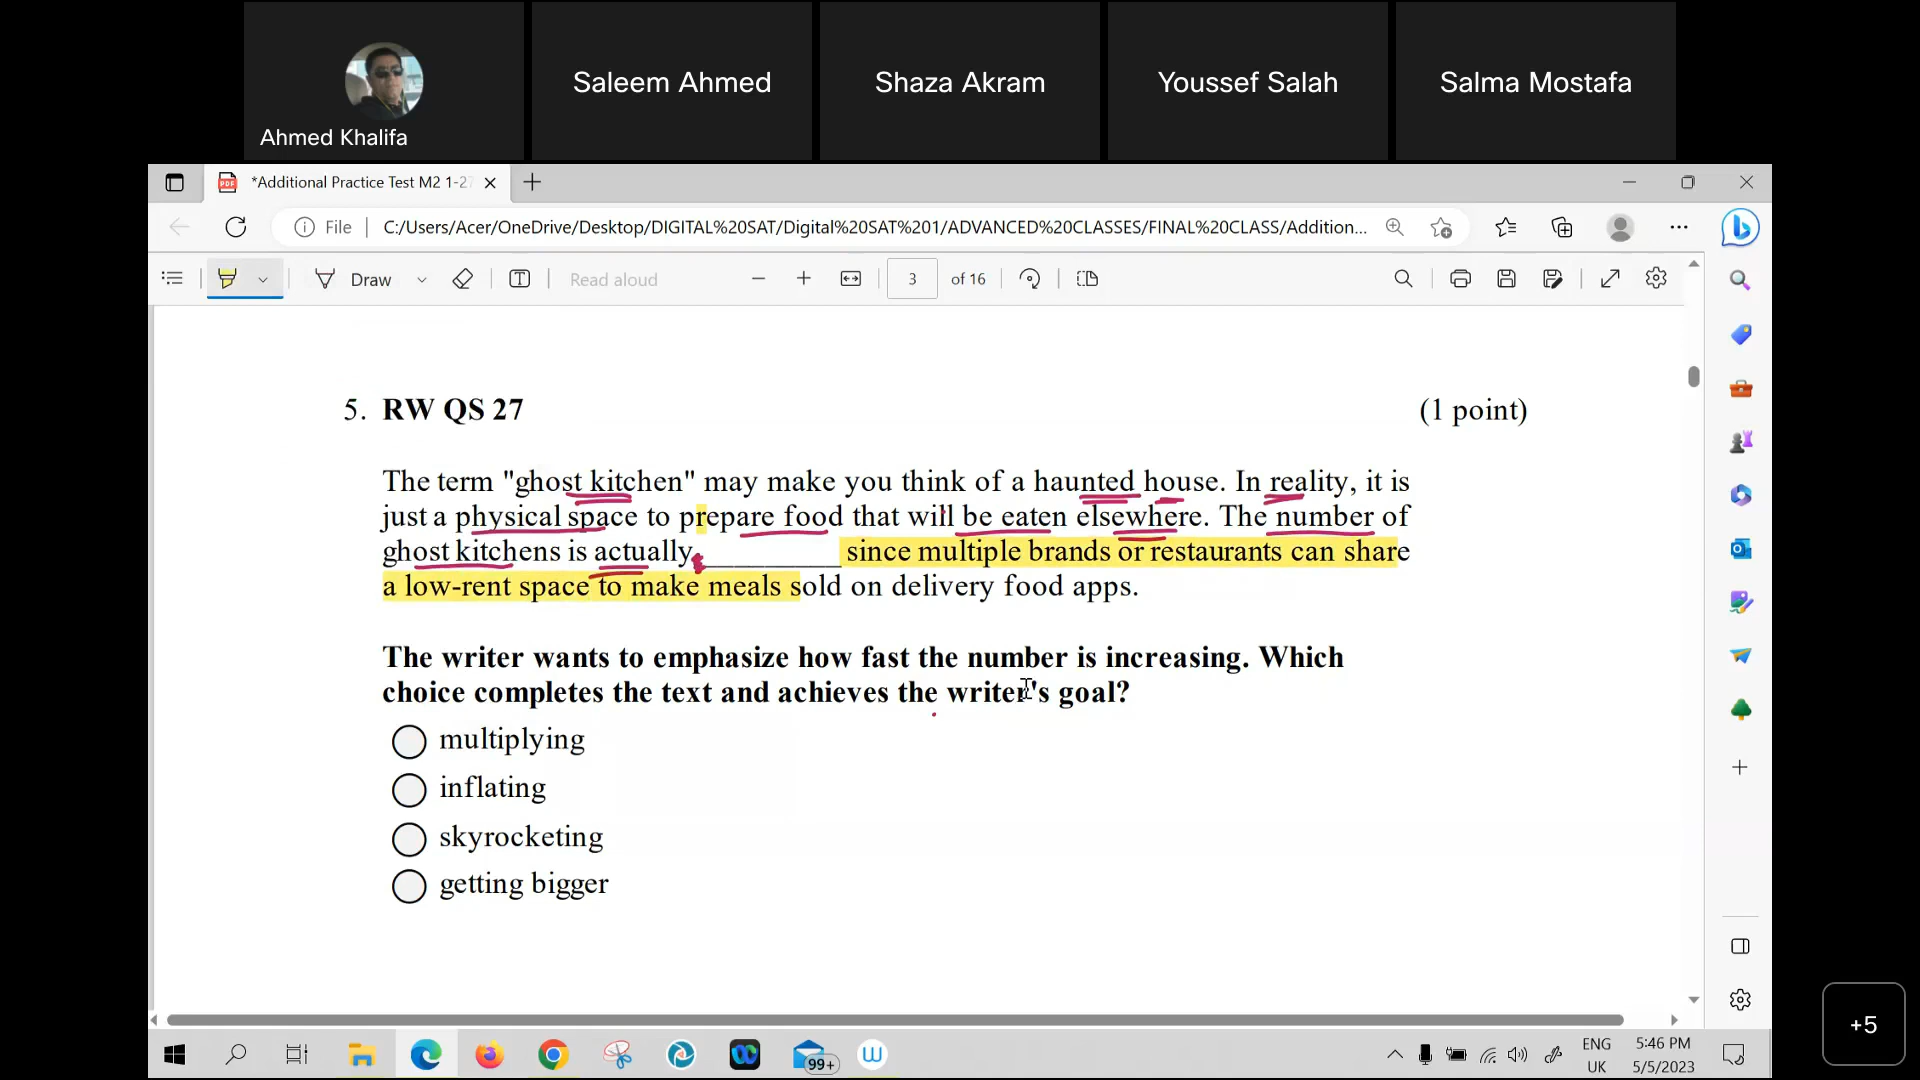 Saleem Ahmed
Shaza Akram
Youssef Salah
Salma Mostafa
Ahmed Khalifa
PDF
*Additional Practice Test M2 1-27
File
C:/Users/Acer/OneDrive/Desktop/DIGITAL%20SAT/Digital%20SAT%201/ADVANCED%20CLASSES/FINAL%20CLASS/Addition...
Draw
Read aloud
3
of 16
5. RW QS 27
(1 point)
The term "ghost kitchen" may make you think of a haunted house. In reality, it is
just a physical space to prepare food that will be eaten elsewhere. The number of
ghost kitchens is actually __________ since multiple brands or restaurants can share
a low-rent space to make meals sold on delivery food apps.
The writer wants to emphasize how fast the number is increasing. Which
choice completes the text and achieves the writer's goal?
multiplying
inflating
skyrocketing
getting bigger
+5
99+
ENG
UK
5:46 PM
5/5/2023